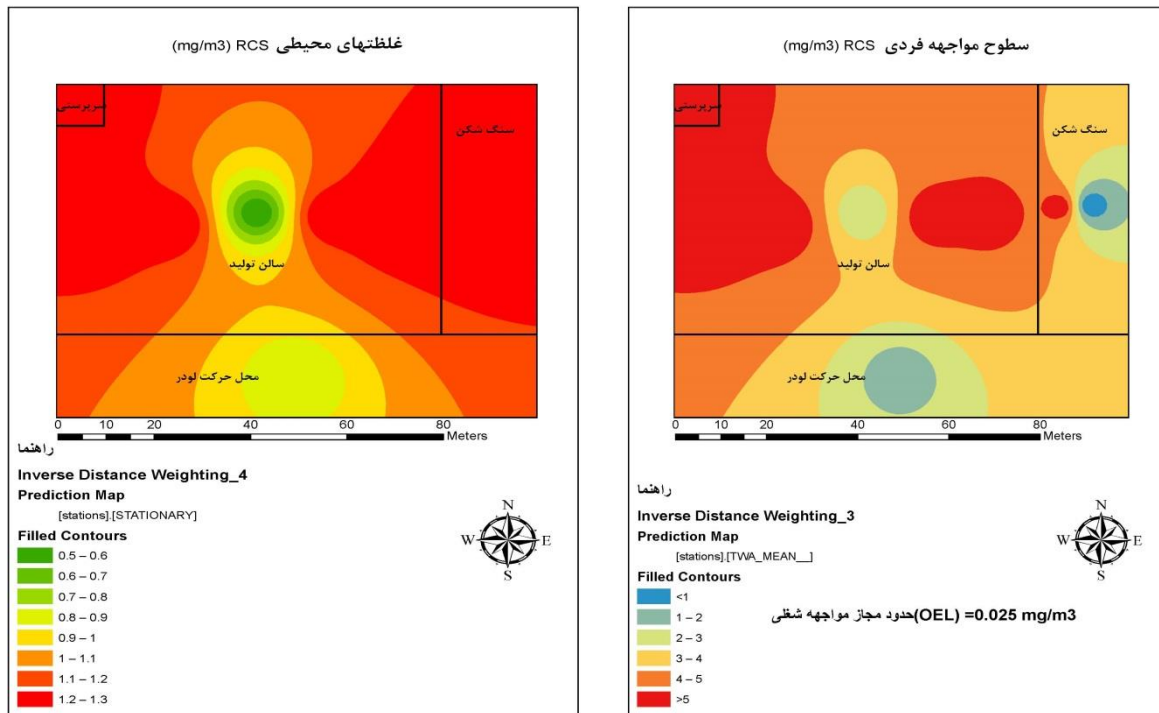 غلظتهای محیطی RCS (mg/m3)
سرپرستی
سنگ شکن
سالن تولید
محل حرکت لودر
0 10 20 40 60 80
Meters
راهنما
Inverse Distance Weighting_4
Prediction Map
[stations].[STATIONARY]
Filled Contours
0.5 – 0.6
0.6 – 0.7
0.7 – 0.8
0.8 – 0.9
0.9 – 1
1 – 1.1
1.1 – 1.2
1.2 – 1.3
N
W E
S
سطوح مواجهه فردی RCS (mg/m3)
سرپرستی
سنگ شکن
سالن تولید
محل حرکت لودر
0 10 20 40 60 80
Meters
راهنما
Inverse Distance Weighting_3
Prediction Map
[stations].[TWA_MEAN__]
Filled Contours
<1
1 – 2
2 – 3
3 – 4
4 – 5
>5
N
W E
S
حدود مجاز مواجهه شغلی(OEL) =0.025 mg/m3